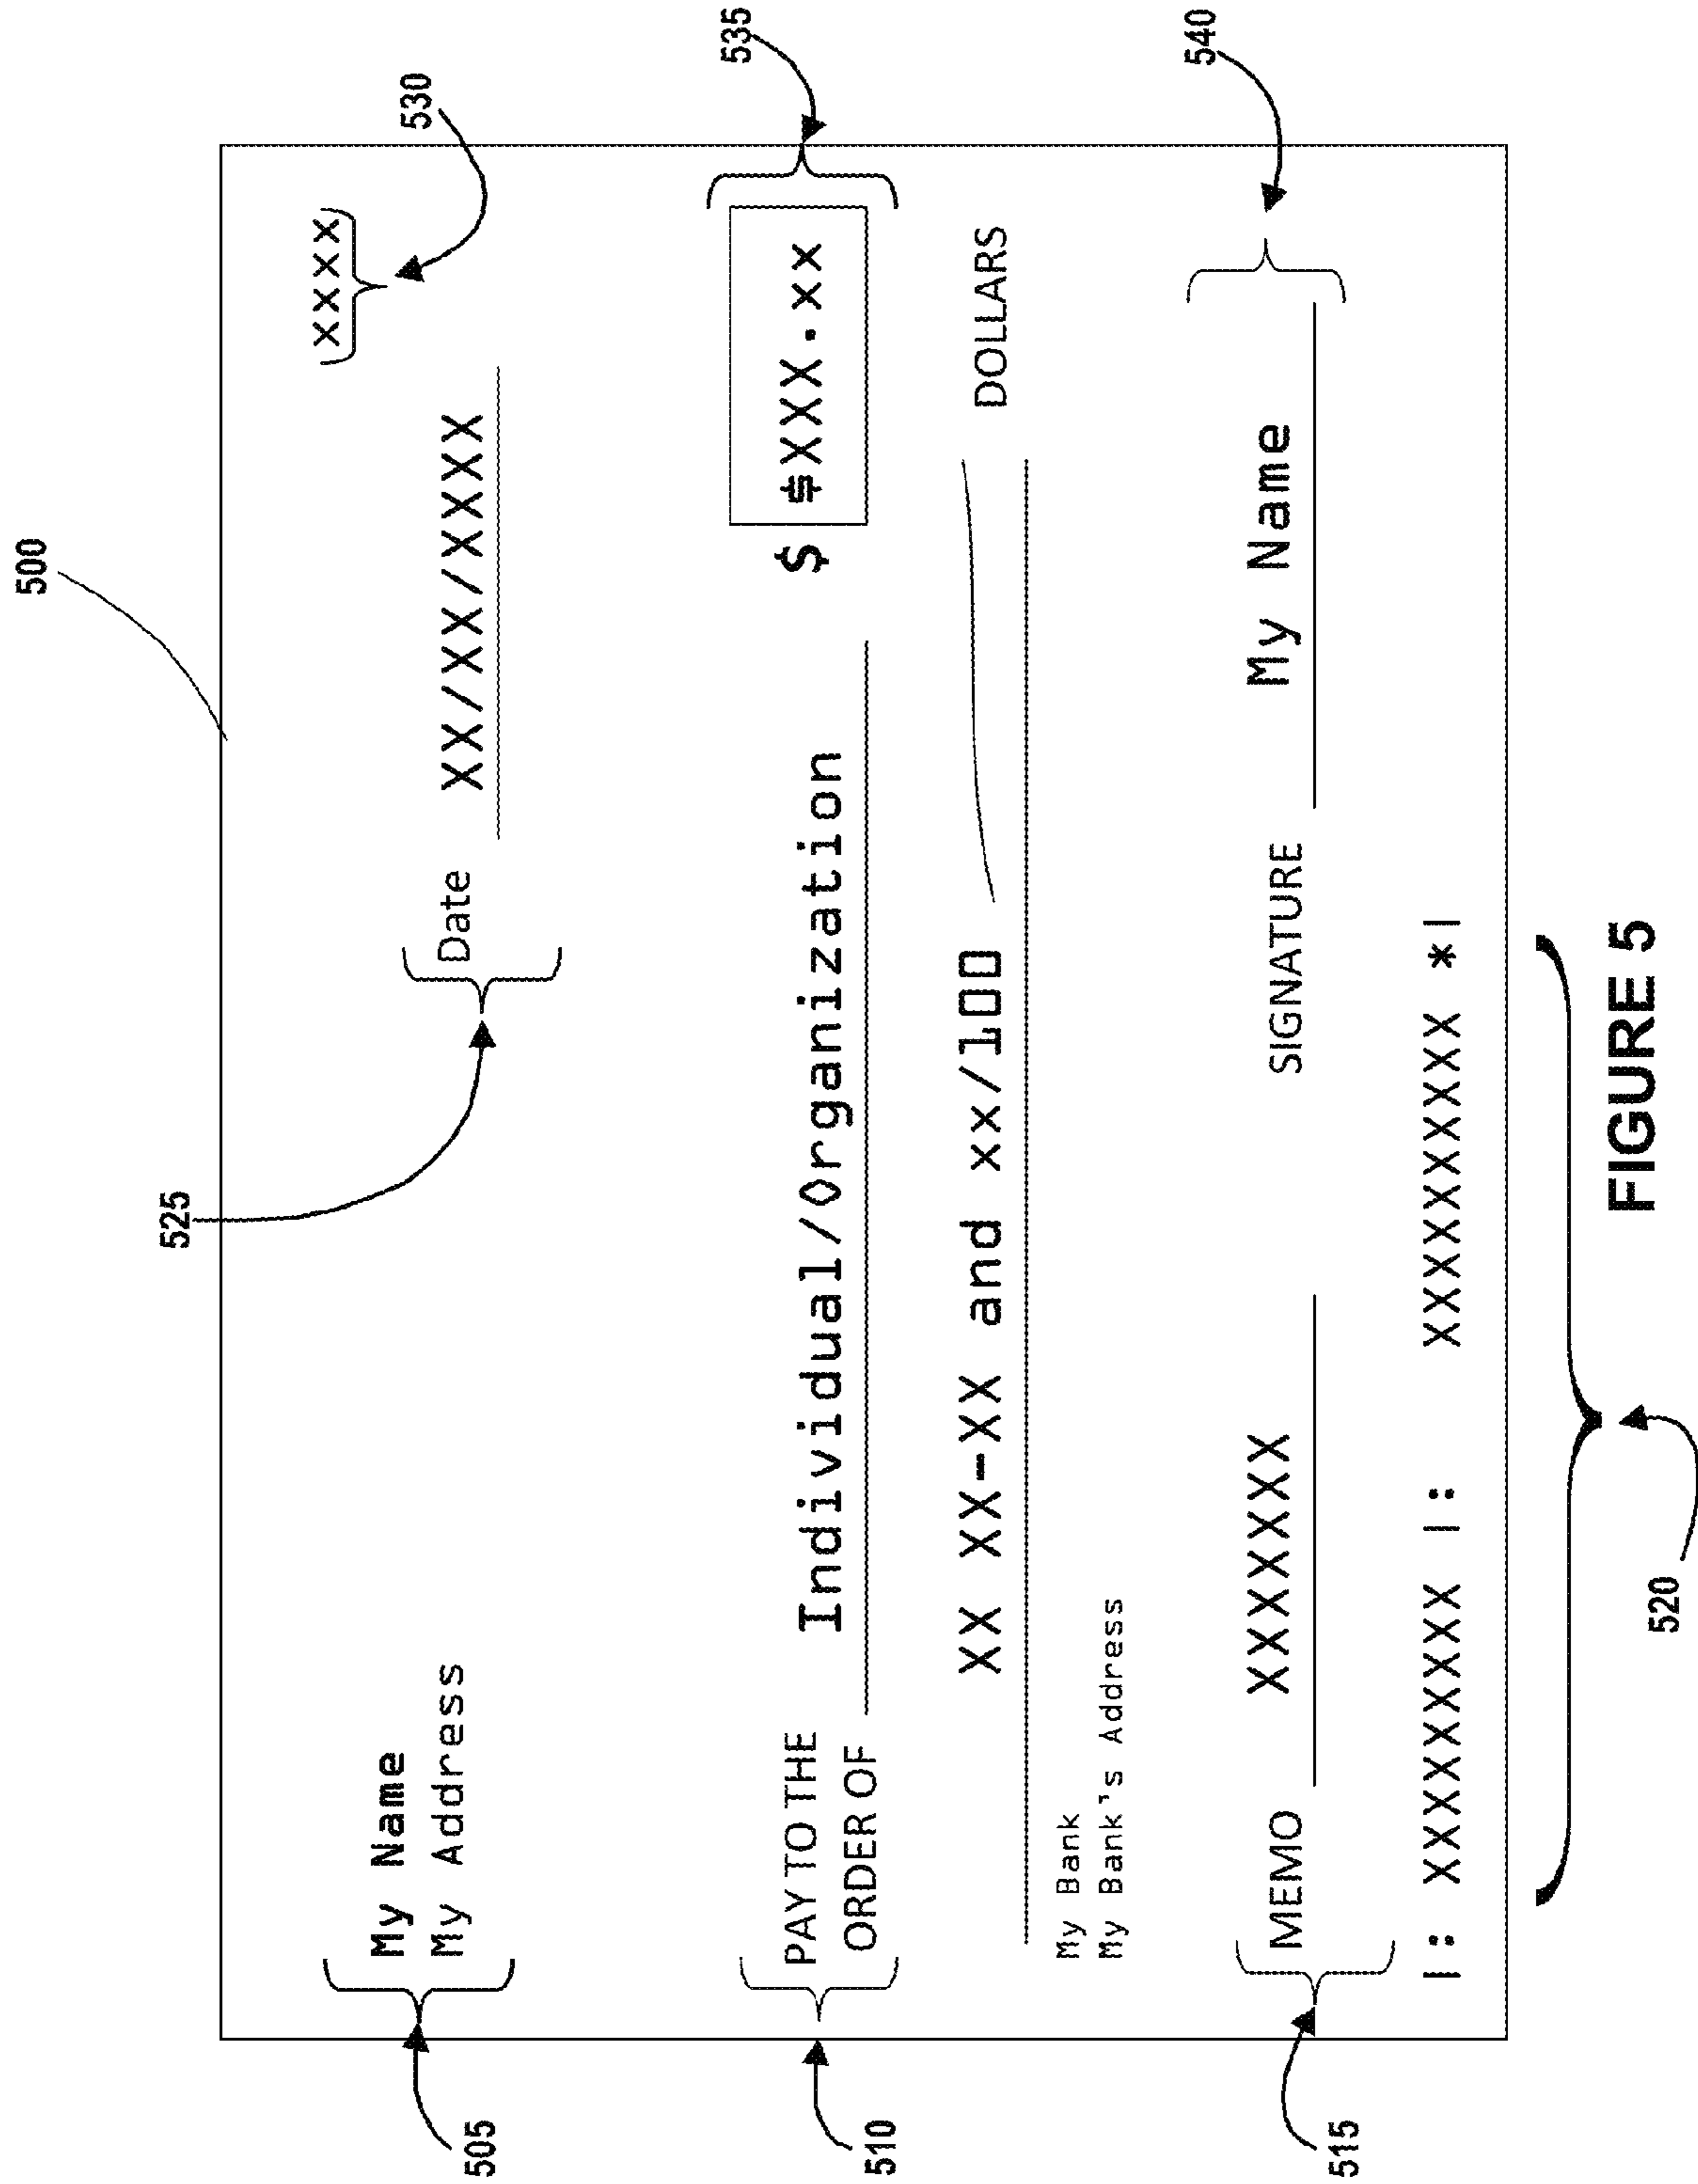 500
530
535
XXXX
525
My Name
My Address
505
Date XX/XX/XXXX
PAY TO THE
ORDER OF
Individual/Organization
$ $XXX.xx
510
XX XX-XX and xx/100
DOLLARS
My Bank
My Bank's Address
540
MEMO XXXXXXX
SIGNATURE My Name
515
|: XXXXXXXXX |: XXXXXXXXXX *|
520
FIGURE 5